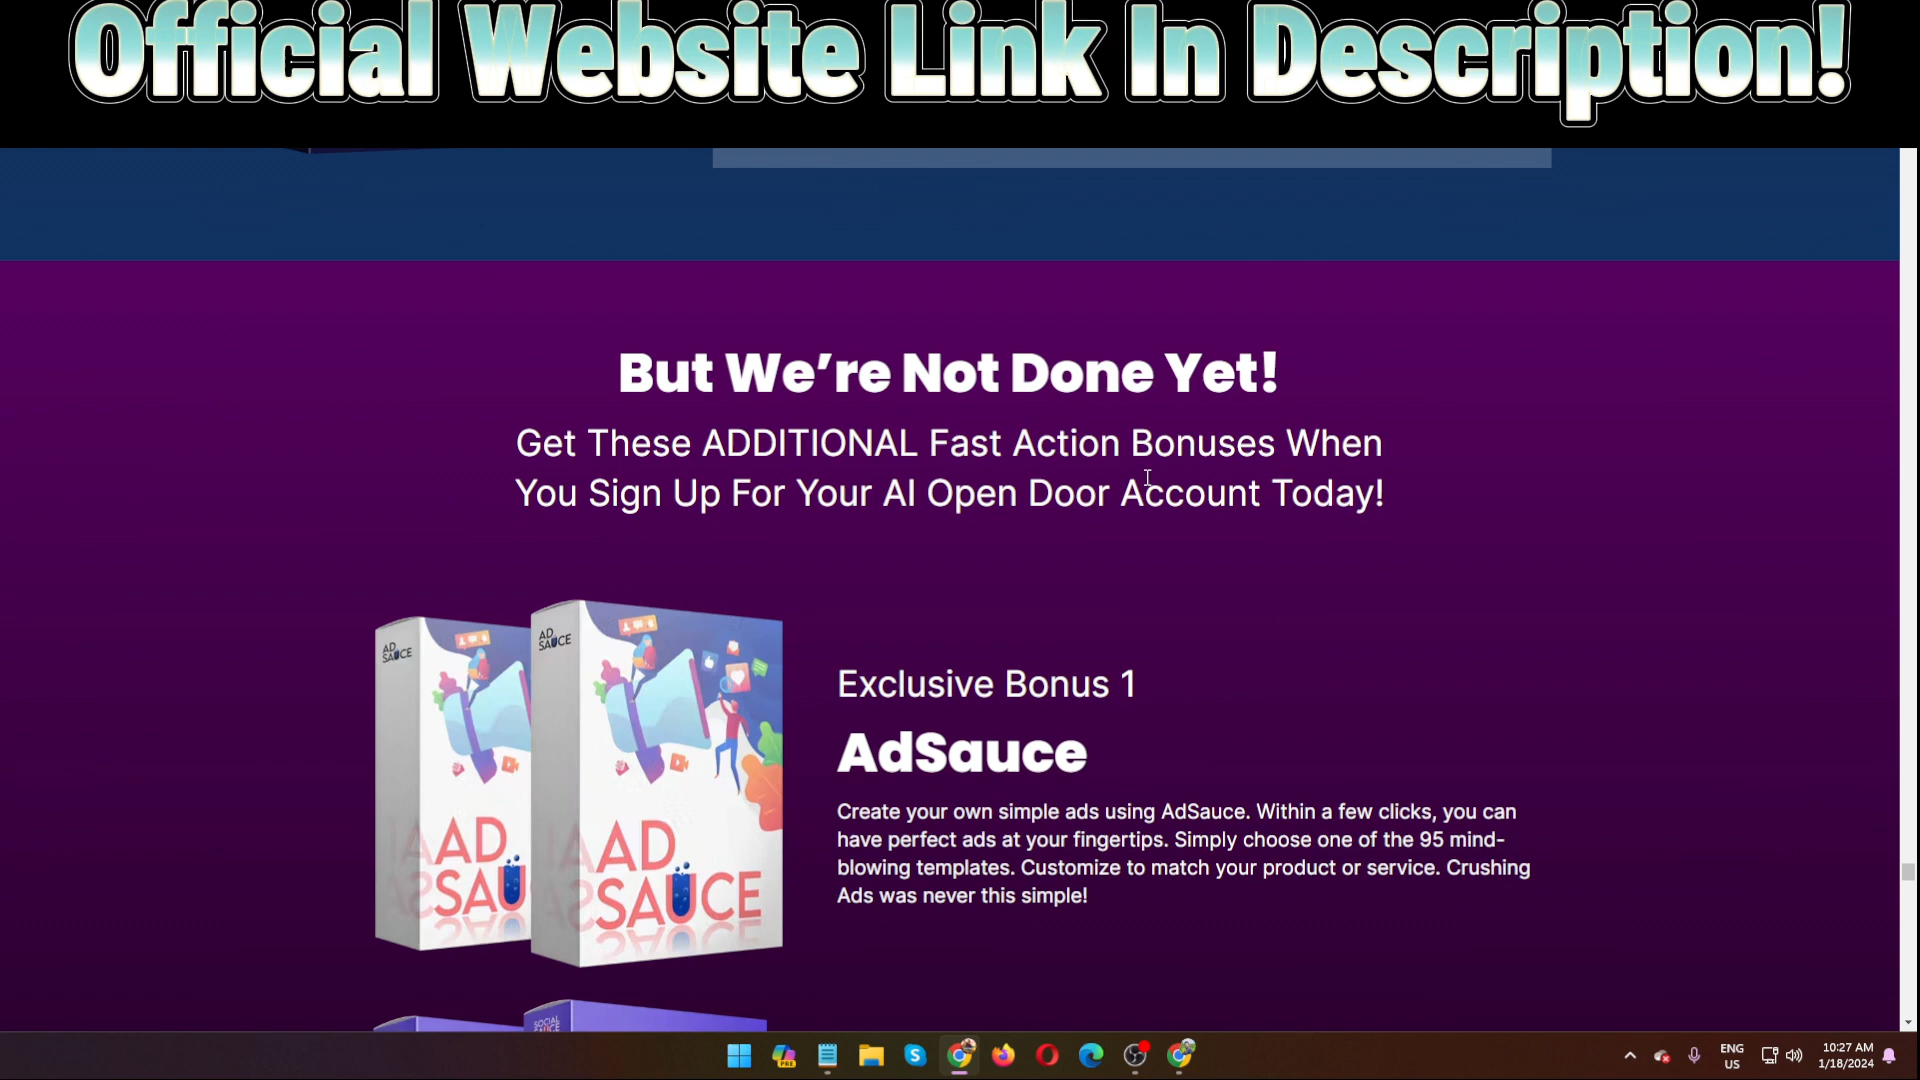 Official Website Link In Description!
But We’re Not Done Yet!
Get These ADDITIONAL Fast Action Bonuses When
You Sign Up For Your AI Open Door Account Today!
AD
SAUCE
AD
SAUCE
AD
SAU
AD
SAUCE
Exclusive Bonus 1
AdSauce
Create your own simple ads using AdSauce. Within a few clicks, you can
have perfect ads at your fingertips. Simply choose one of the 95 mind-
blowing templates. Customize to match your product or service. Crushing
Ads was never this simple!
SOCIAL
SAUCE
PRE
ENG
US
10:27 AM
1/18/2024